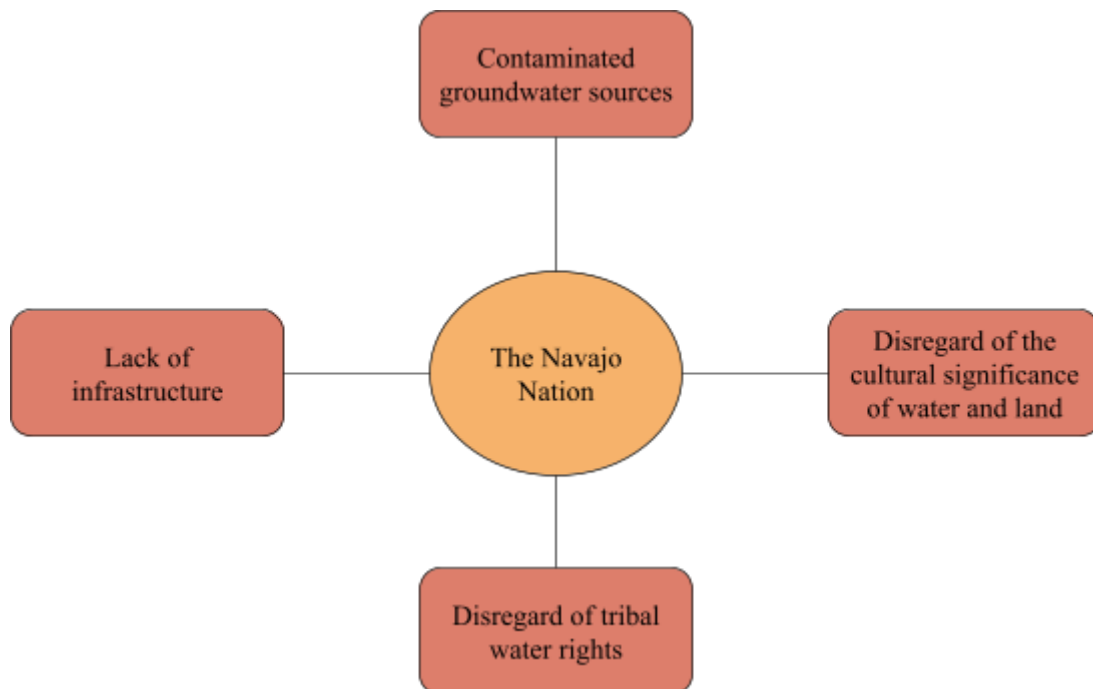 Contaminated
groundwater sources
Lack of
infrastructure
The Navajo
Nation
Disregard of the
cultural significance
of water and land
Disregard of tribal
water rights